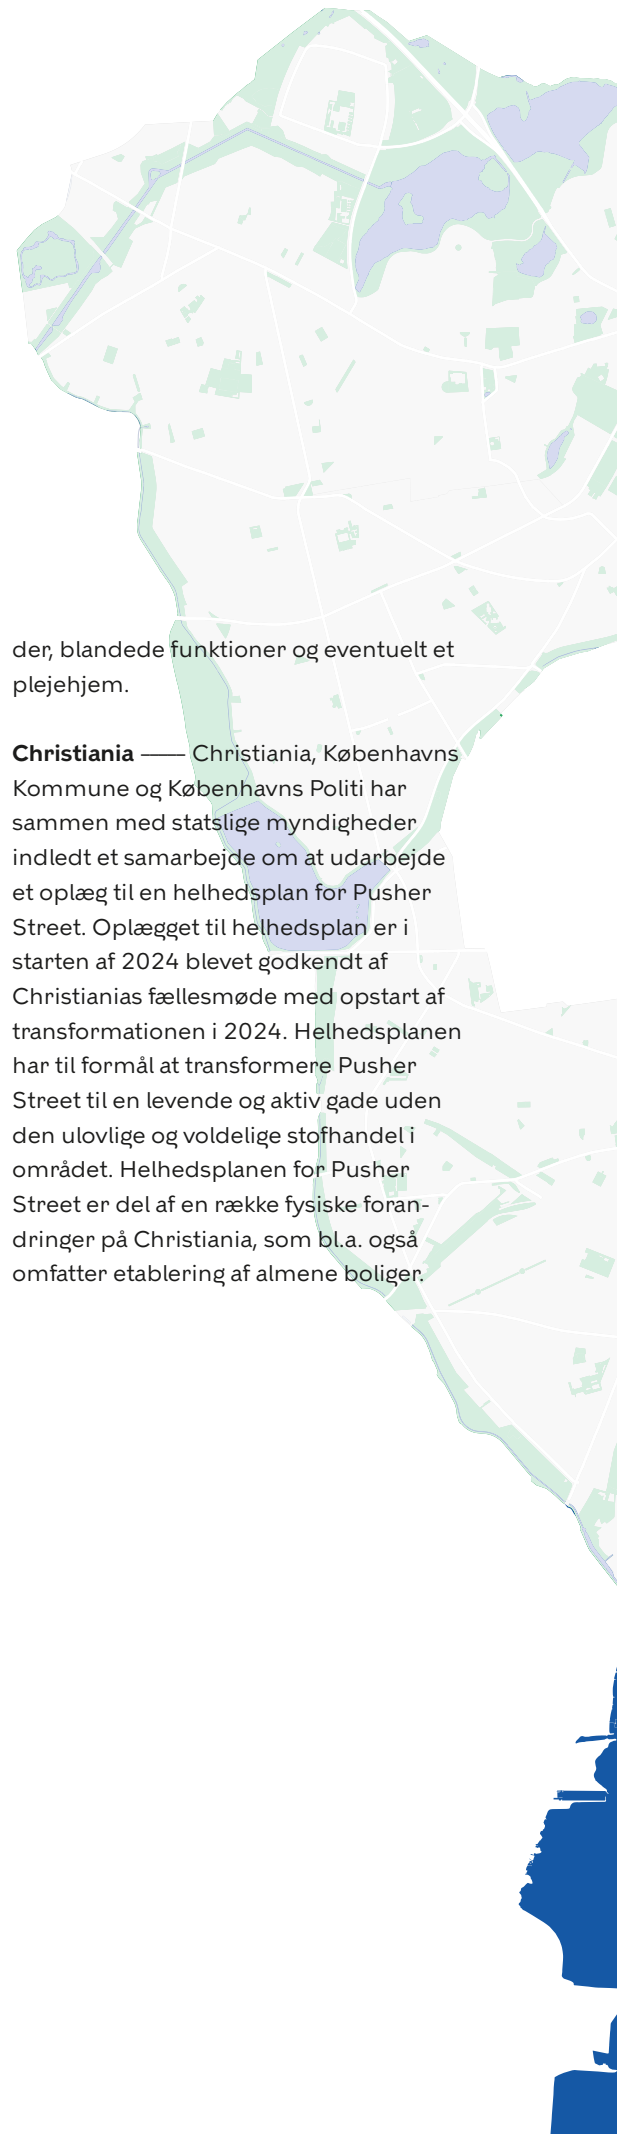 der, blandede funktioner og eventuelt et
plejehjem.
Christiania —— Christiania, Københavns
Kommune og Københavns Politi har
sammen med statslige myndigheder
indledt et samarbejde om at udarbejde
et oplæg til en helhedsplan for Pusher
Street. Oplægget til helhedsplan er i
starten af 2024 blevet godkendt af
Christianias fællesmøde med opstart af
transformationen i 2024. Helhedsplanen
har til formål at transformere Pusher
Street til en levende og aktiv gade uden
den ulovlige og voldelige stofhandel i
området. Helhedsplanen for Pusher
Street er del af en række fysiske foran-
dringer på Christiania, som bl.a. også
omfatter etablering af almene boliger.